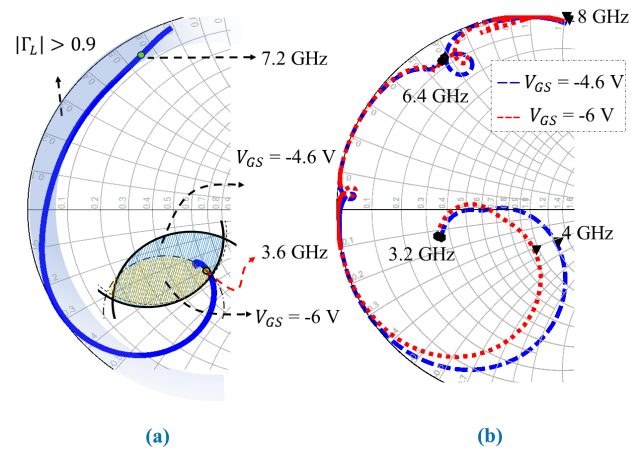 |Γ_L| > 0.9
7.2 GHz
V_GS = -4.6 V
3.6 GHz
V_GS = -6 V
(a)
8 GHz
6.4 GHz
V_GS = -4.6 V
V_GS = -6 V
4 GHz
3.2 GHz
(b)